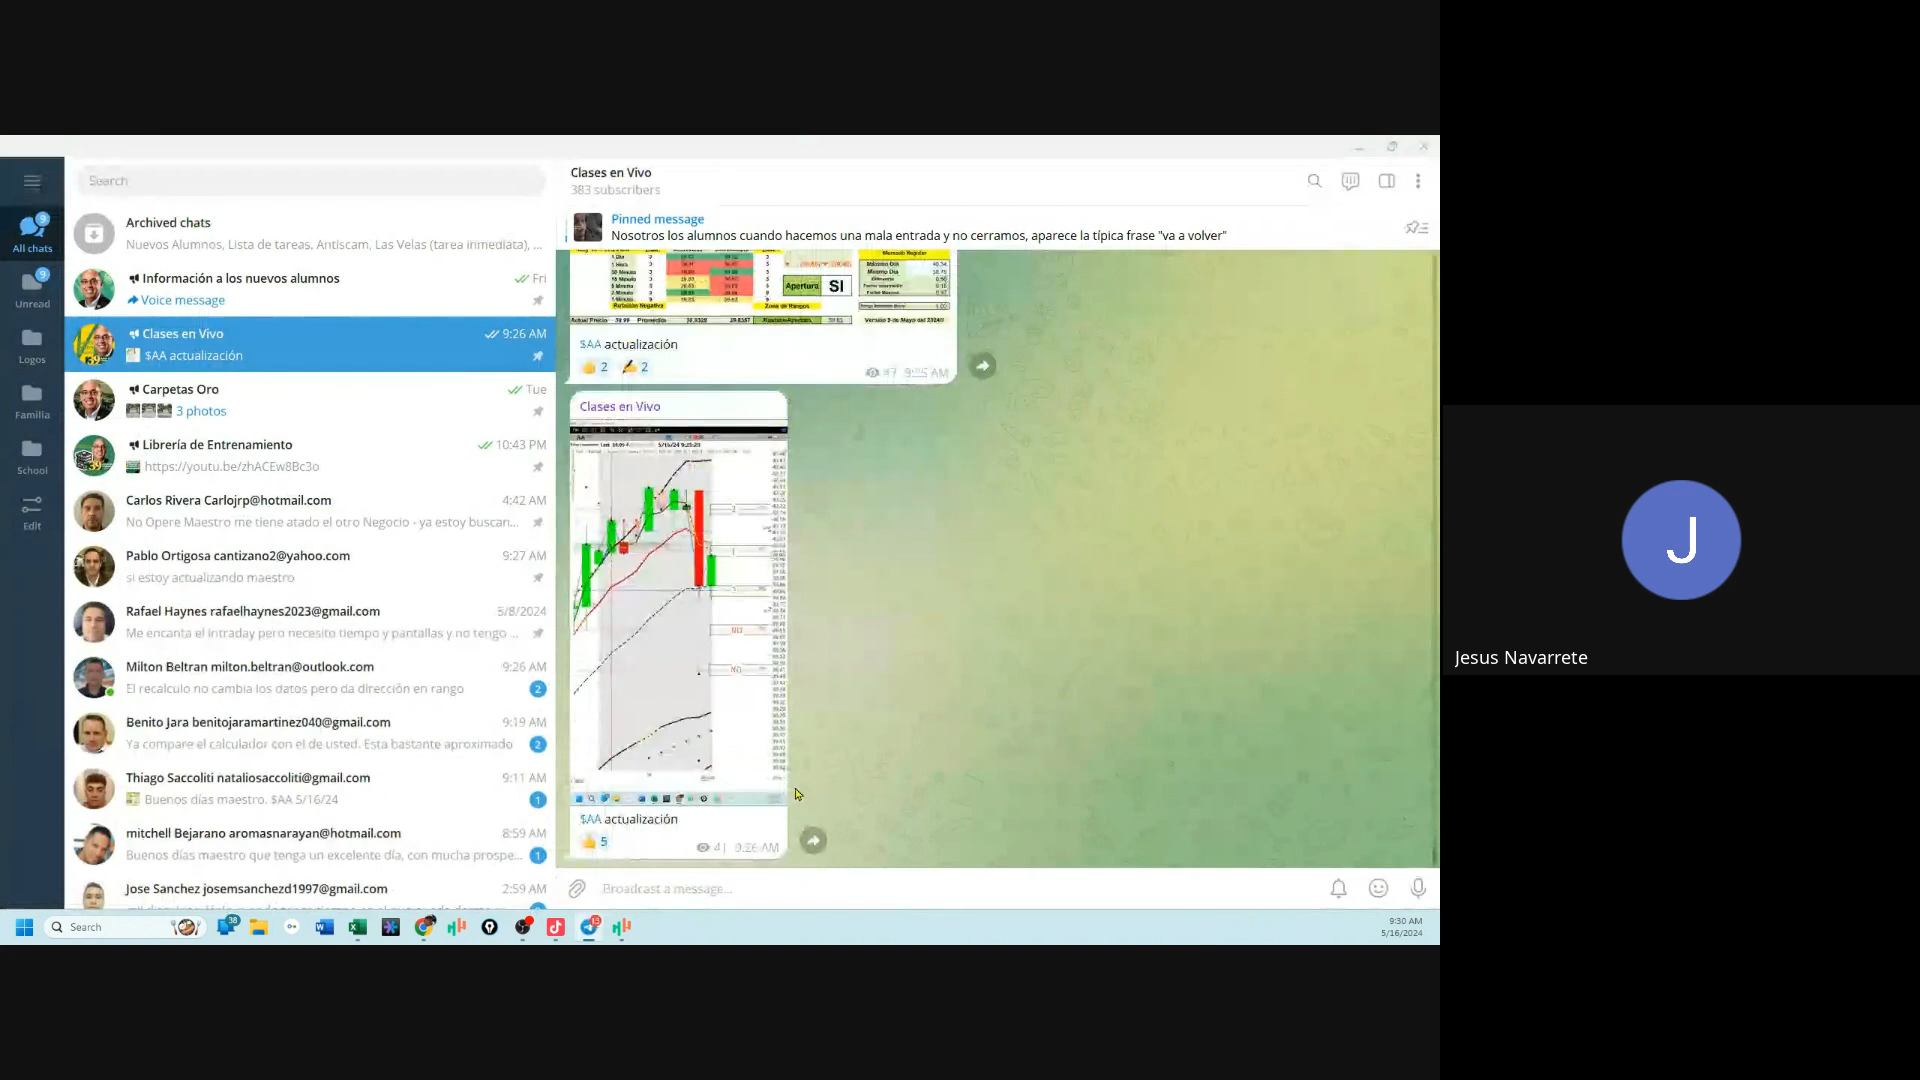 Search
Archived chats
Nuevos Alumnos, Lista de tareas, Antiscam, Las Velas (tarea inmediata), ...
Información a los nuevos alumnos
Fri
Voice message
Clases en Vivo
9:26 AM
$AA actualización
Carpetas Oro
Tue
3 photos
Librería de Entrenamiento
10:43 PM
https://youtu.be/zhACEw8Bc3o
Carlos Rivera Carlojrp@hotmail.com
4:42 AM
No Opere Maestro me tiene atado el otro Negocio - ya estoy buscan...
Pablo Ortigosa cantizano2@yahoo.com
9:27 AM
si estoy actualizando maestro
Rafael Haynes rafaelhaynes2023@gmail.com
5/8/2024
Me encanta el intraday pero necesito tiempo y pantallas y no tengo ...
Milton Beltran milton.beltran@outlook.com
9:26 AM
El recalculo no cambia los datos pero da dirección en rango
2
Benito Jara benitojaramartinez040@gmail.com
9:19 AM
Ya compare el calculador con el de usted. Esta bastante aproximado
2
Thiago Saccoliti nataliosaccoliti@gmail.com
9:11 AM
Buenos días maestro. $AA 5/16/24
1
mitchell Bejarano aromasnarayan@hotmail.com
8:59 AM
Buenos días maestro que tenga un excelente día, con mucha prospe...
1
Jose Sanchez josemsanchezd1997@gmail.com
2:59 AM
9
All chats
9
Unread
Logos
Familia
School
Edit
Clases en Vivo
383 subscribers
Pinned message
Nosotros los alumnos cuando hacemos una mala entrada y no cerramos, aparece la típica frase "va a volver"
Apertura SI
$AA actualización
2
2
Clases en Vivo
$AA actualización
5
41 9:26 AM
Broadcast a message...
Search
9:30 AM
5/16/2024
J
Jesus Navarrete